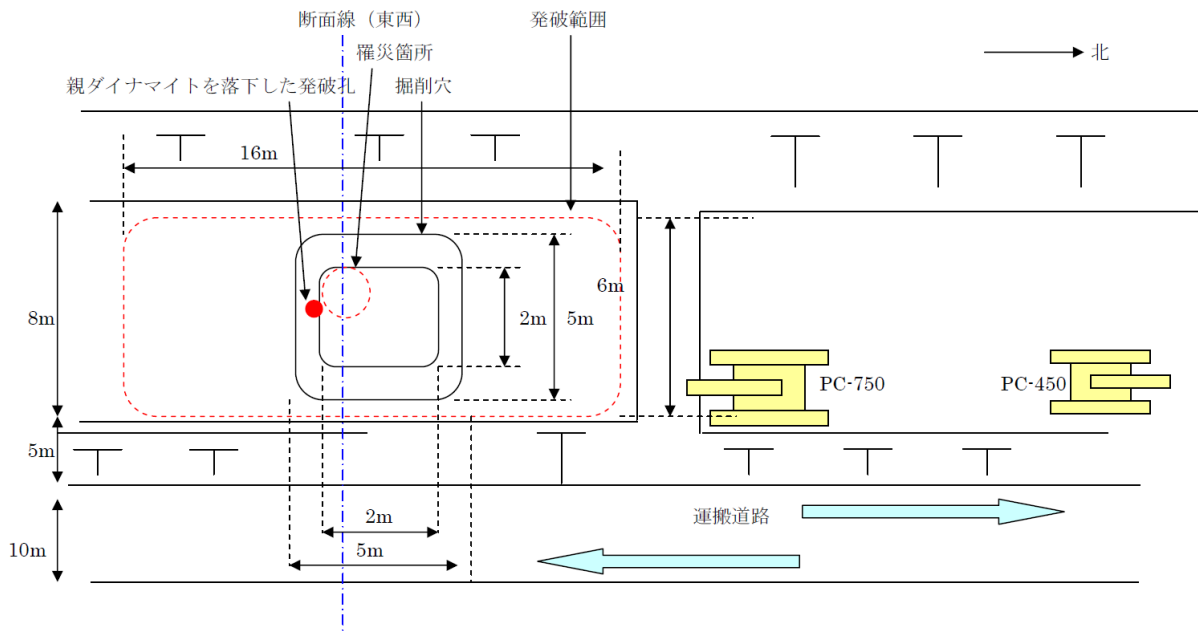 断面線（東西）
発破範囲
罹災箇所
北
親ダイナマイトを落下した発破孔
掘削穴
16m
6m
8m
2m
5m
PC-750
PC-450
5m
2m
運搬道路
10m
5m